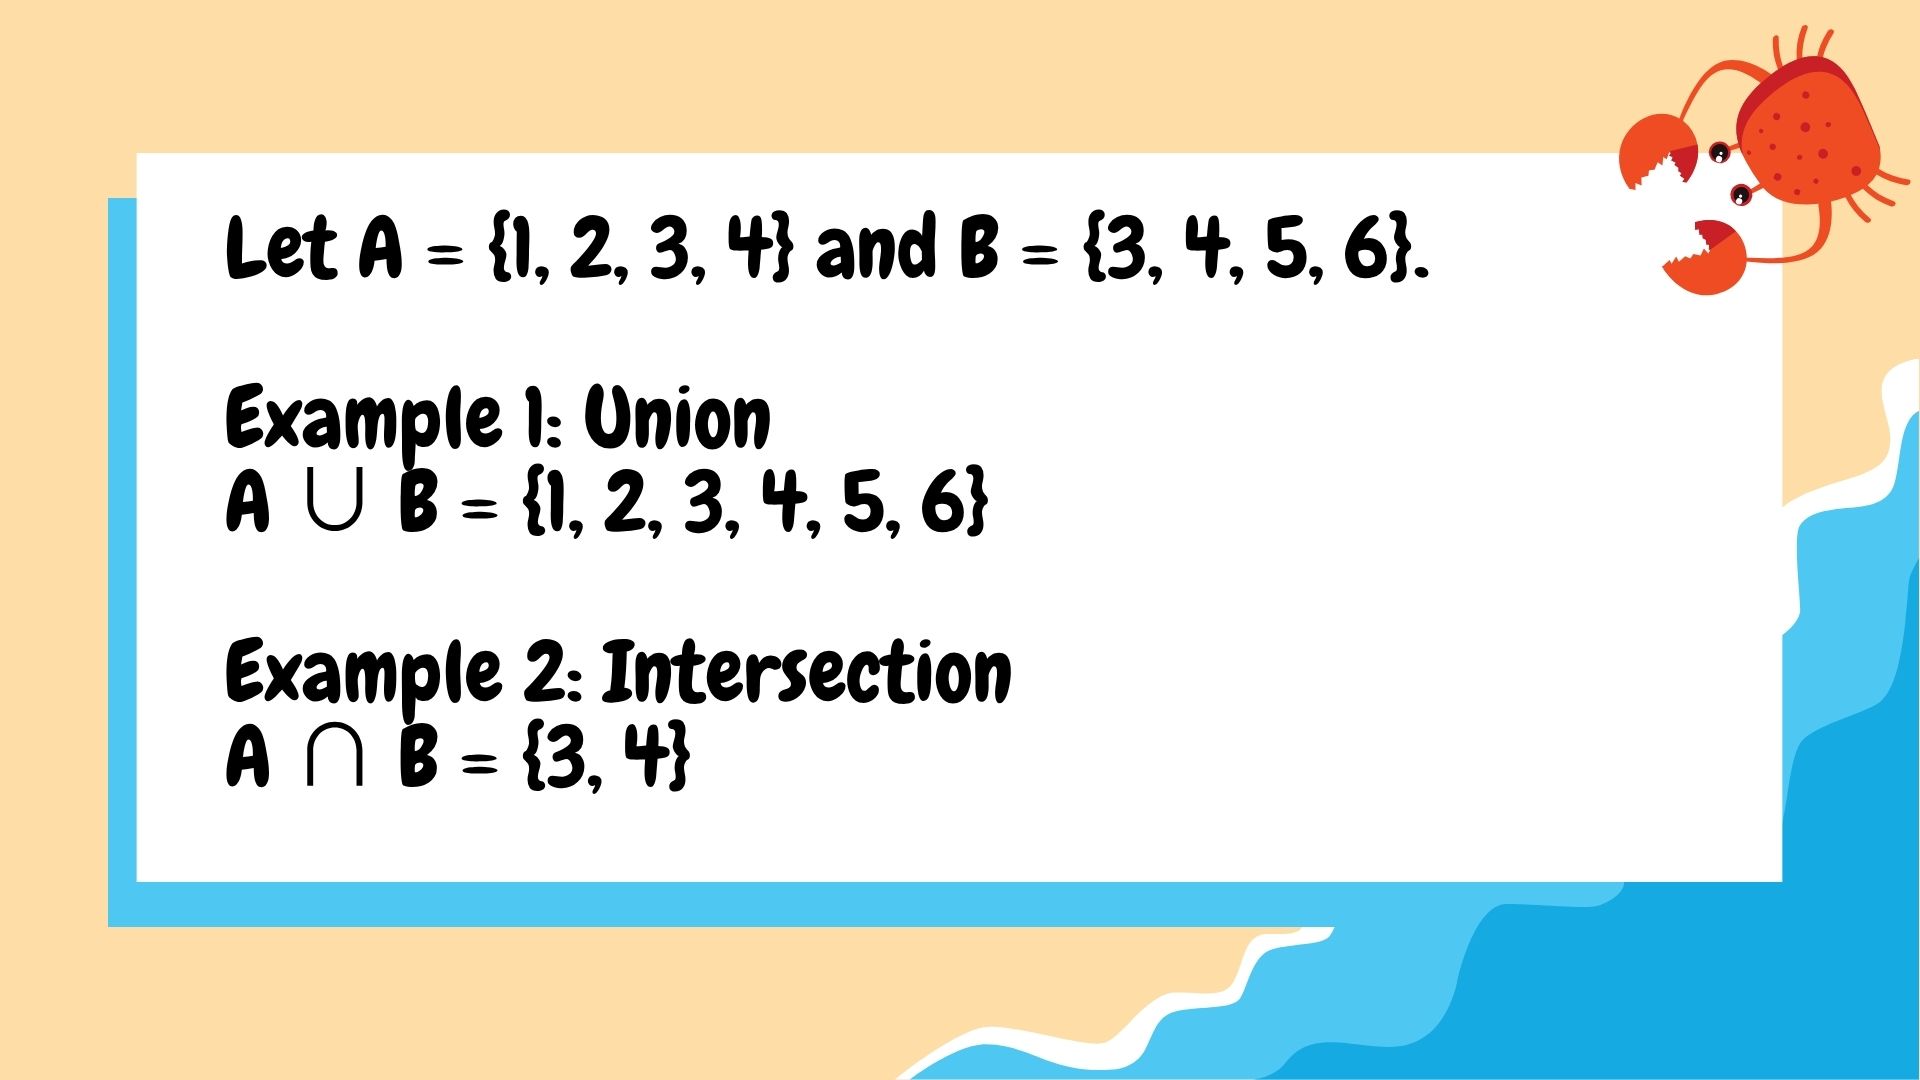 Let A = {1, 2, 3, 4} and B = {3, 4, 5, 6}.
Example 1: Union
A ∪ B = {1, 2, 3, 4, 5, 6}
Example 2: Intersection
A ∩ B = {3, 4}